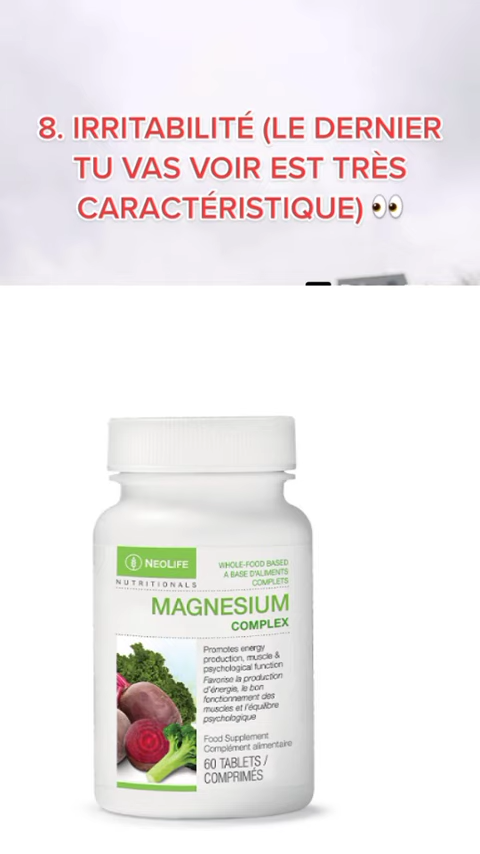 8. IRRITABILITÉ (LE DERNIER
TU VAS VOIR EST TRÈS
CARACTÉRISTIQUE) 👀
NEOLIFE
NUTRITIONALS
WHOLE-FOOD BASED
A BASE D'ALIMENTS
COMPLETS
MAGNESIUM
COMPLEX
Promotes energy
production, muscle &
psychological function
Favorise la production
d'énergie, le bon
fonctionnement des
muscles et l'équilibre
psychologique
Food Supplement
Complément alimentaire
60 TABLETS /
COMPRIMÉS